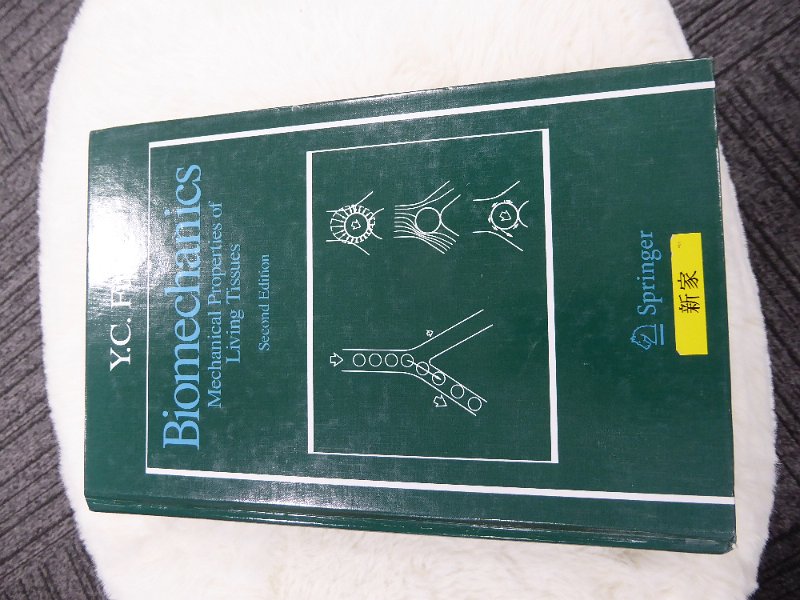 Y.C. F
Biomechanics
Mechanical Properties of
Living Tissues
Second Edition
Springer
新家